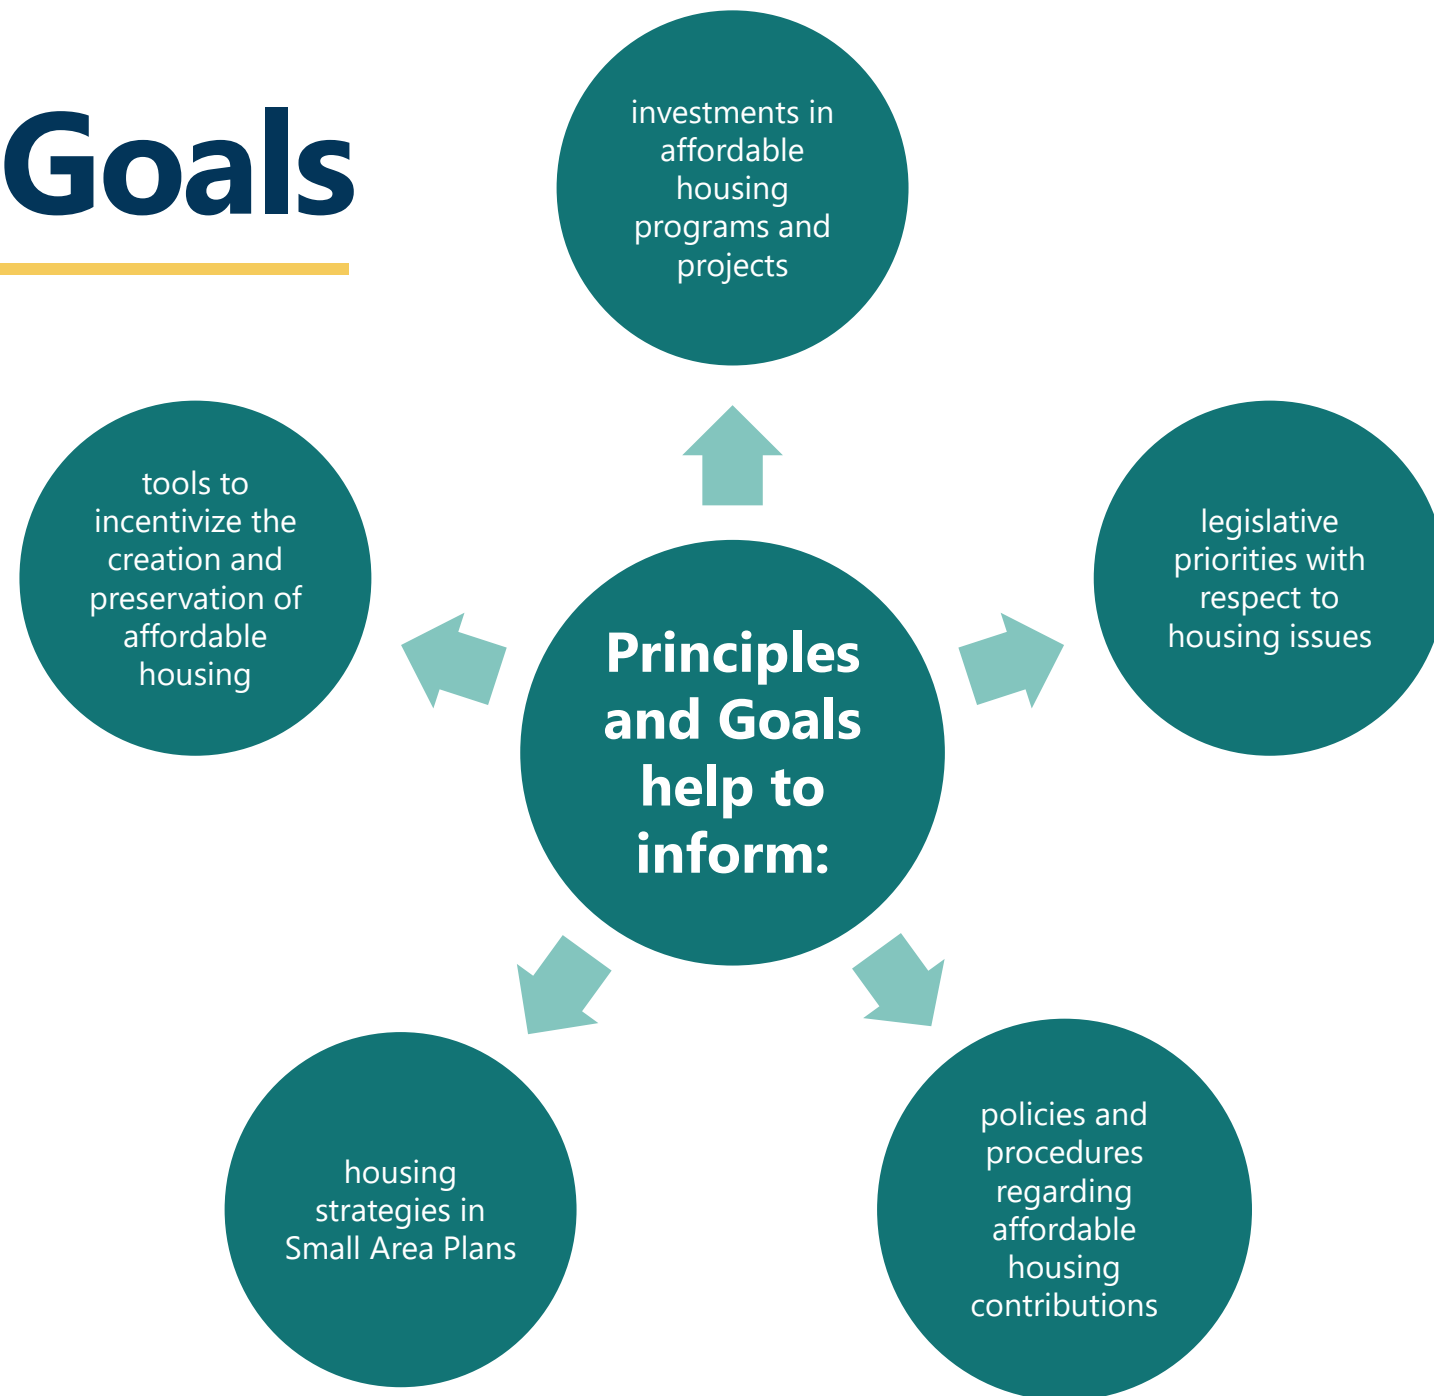 Goals
investments in
affordable
housing
programs and
projects
tools to
incentivize the
creation and
preservation of
affordable
housing
legislative
priorities with
respect to
housing issues
Principles
and Goals
help to
inform:
housing
strategies in
Small Area Plans
policies and
procedures
regarding
affordable
housing
contributions